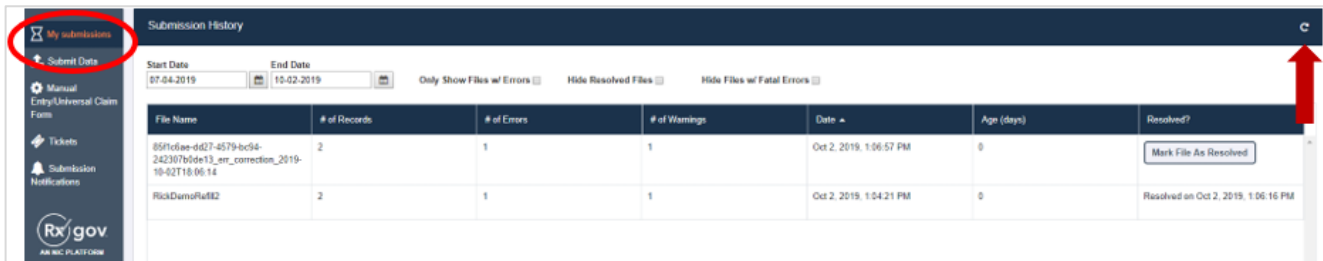 My submissions
Submit Data
Manual
Entry/Universal Claim
Form
Tickets
Submission
Notifications
Rx gov
AN NIC PLATFORM
Submission History
Start Date End Date
07-04-2019 10-02-2019 Only Show Files w/ Errors Hide Resolved Files Hide Files w/ Fatal Errors
File Name # of Records # of Errors # of Warnings Date Age (days) Resolved?
85f1c6ae-dd27-4579-bc94- 2 1 1 Oct 2, 2019, 1:06:57 PM 0 Mark File As Resolved
242307b0de13_err_correction_2019-
10-02T18:06:14
RickDemoRefill2 2 1 1 Oct 2, 2019, 1:04:21 PM 0 Resolved on Oct 2, 2019, 1:06:16 PM